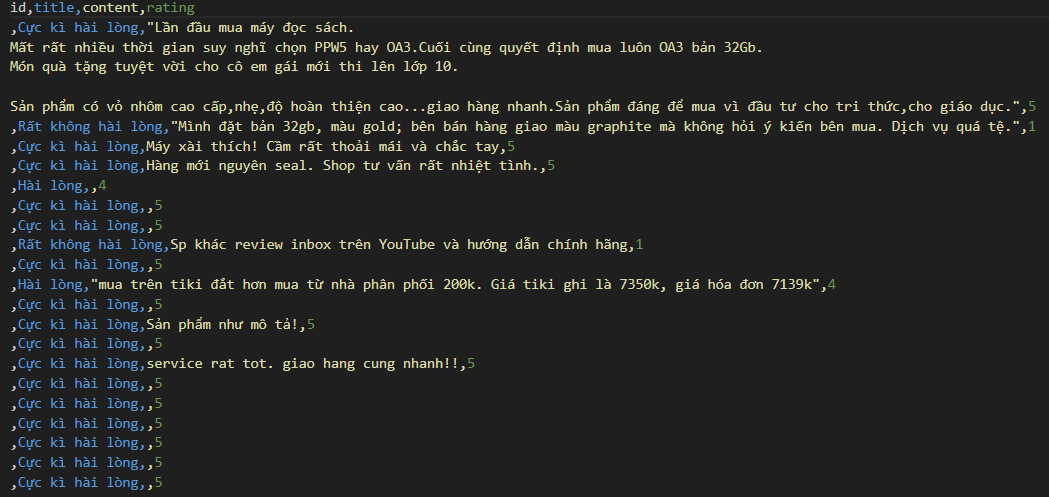 id,title,content,rating
,Cực kì hài lòng,"Lần đầu mua máy đọc sách.
Mất rất nhiều thời gian suy nghĩ chọn PPW5 hay OA3.Cuối cùng quyết định mua luôn OA3 bản 32Gb.
Món quà tặng tuyệt vời cho cô em gái mới thi lên lớp 10.

Sản phẩm có vỏ nhôm cao cấp,nhẹ,độ hoàn thiện cao...giao hàng nhanh.Sản phẩm đáng để mua vì đầu tư cho tri thức,cho giáo dục.",5
,Rất không hài lòng,"Mình đặt bản 32gb, màu gold; bên bán hàng giao màu graphite mà không hỏi ý kiến bên mua. Dịch vụ quá tệ.",1
,Cực kì hài lòng,Máy xài thích! Cầm rất thoải mái và chắc tay,5
,Cực kì hài lòng,Hàng mới nguyên seal. Shop tư vấn rất nhiệt tình.,5
,Hài lòng,,4
,Cực kì hài lòng,,5
,Cực kì hài lòng,,5
,Rất không hài lòng,Sp khác review inbox trên YouTube và hướng dẫn chính hãng,1
,Cực kì hài lòng,,5
,Hài lòng,"mua trên tiki đắt hơn mua từ nhà phân phối 200k. Giá tiki ghi là 7350k, giá hóa đơn 7139k",4
,Cực kì hài lòng,,5
,Cực kì hài lòng,Sản phẩm như mô tả!,5
,Cực kì hài lòng,,5
,Cực kì hài lòng,service rat tot. giao hang cung nhanh!!,5
,Cực kì hài lòng,,5
,Cực kì hài lòng,,5
,Cực kì hài lòng,,5
,Cực kì hài lòng,,5
,Cực kì hài lòng,,5
,Cực kì hài lòng,,5